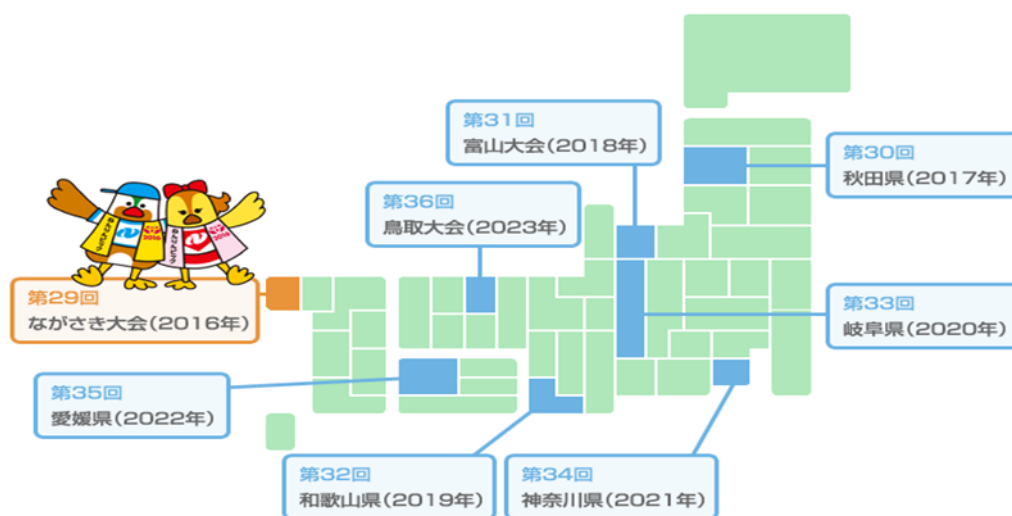 第31回
富山大会(2018年)
第30回
秋田県(2017年)
第36回
鳥取大会(2023年)
第29回
ながさき大会(2016年)
第33回
岐阜県(2020年)
第35回
愛媛県(2022年)
第32回
和歌山県(2019年)
第34回
神奈川県(2021年)